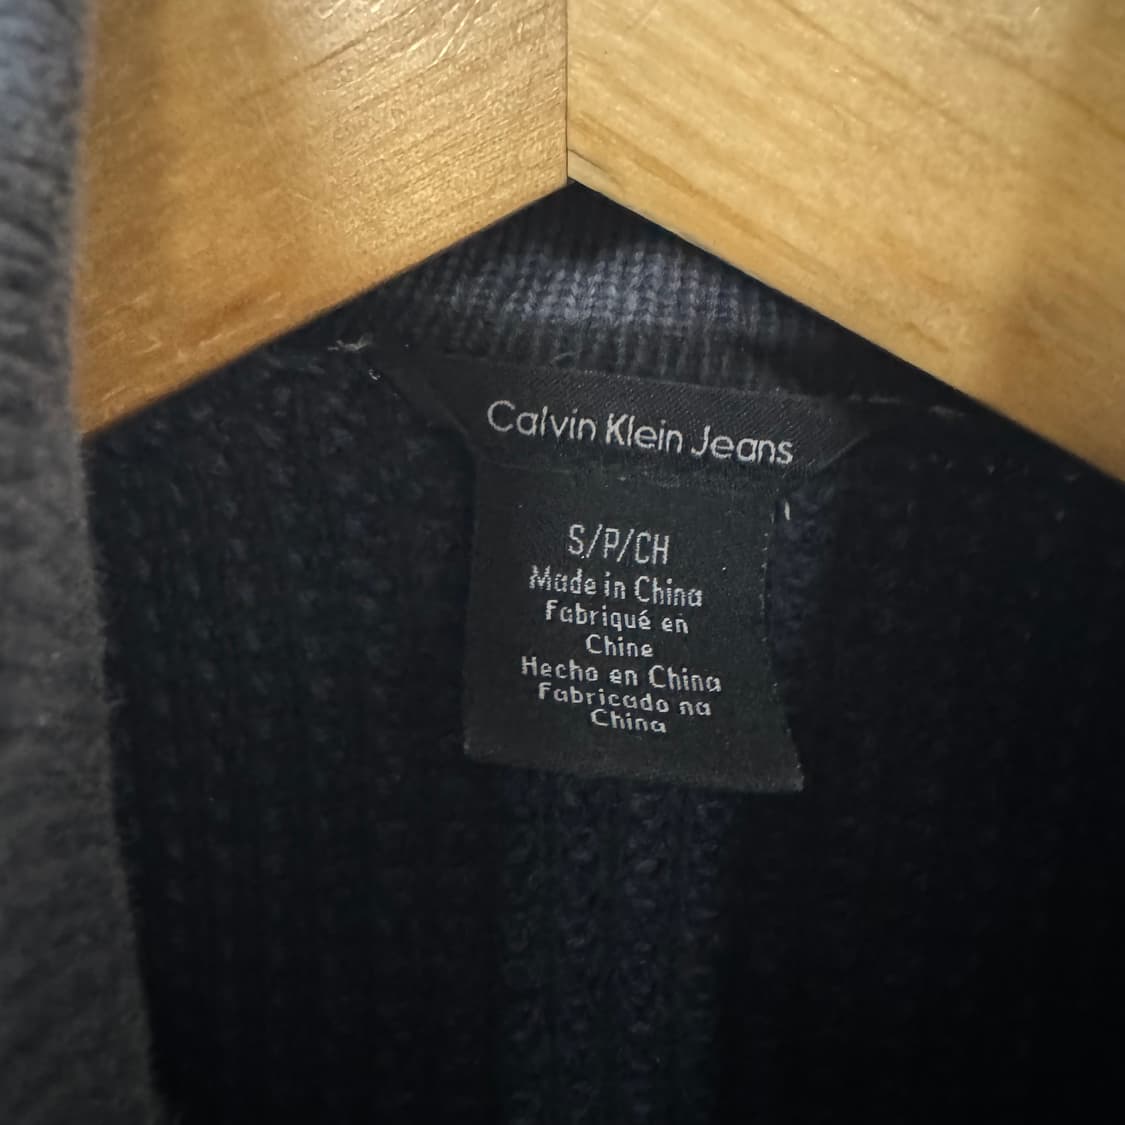 Calvin Klein Jeans
S/P/CH
Made in China
Fabriqué en
Chine
Hecho en China
Fabricado na
China